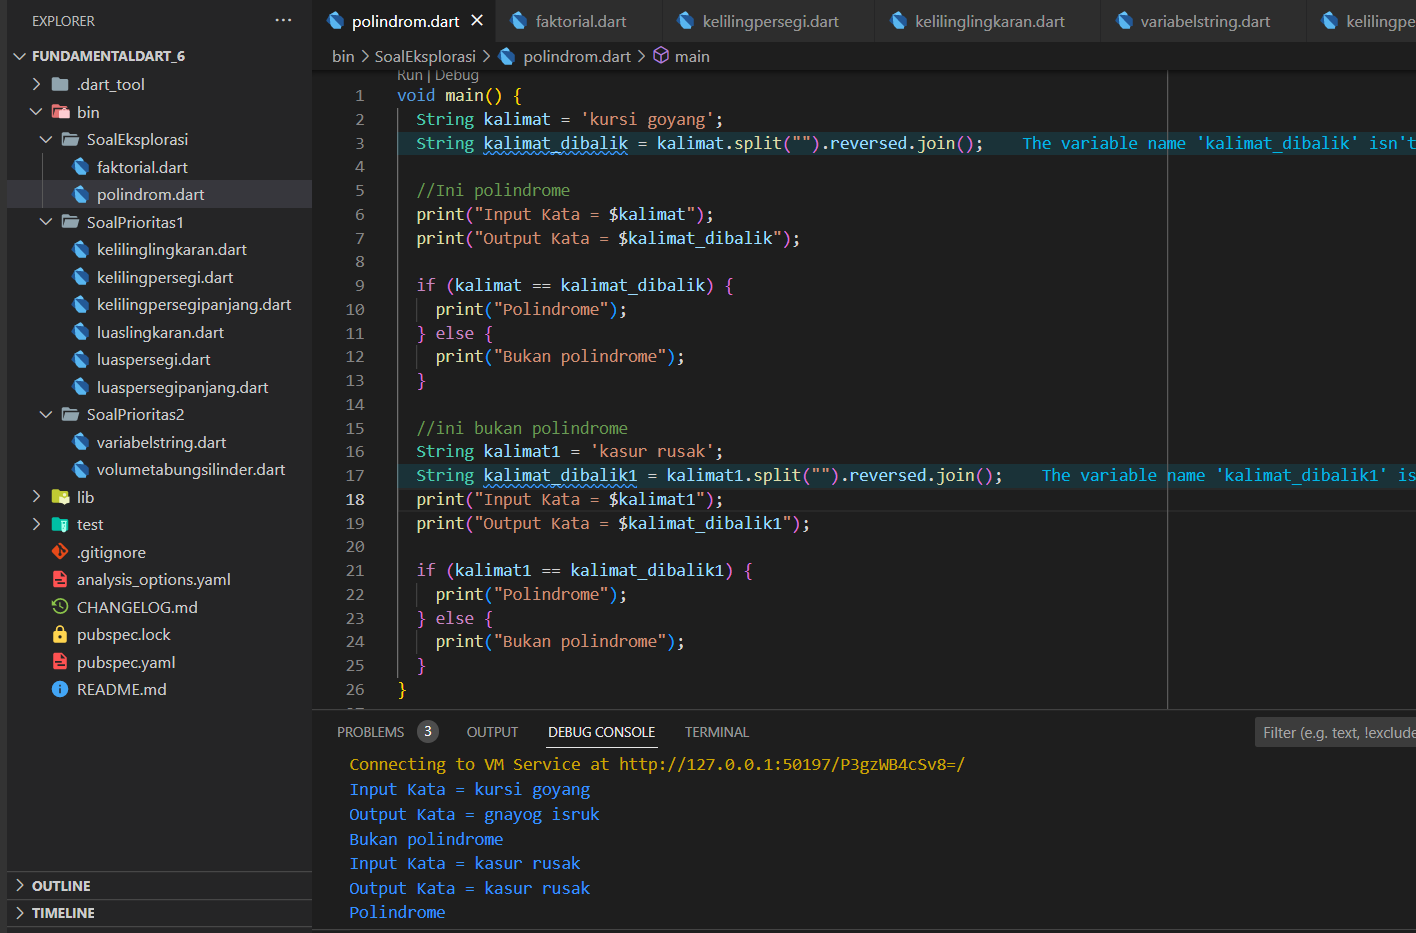 EXPLORER ...
FUNDAMENTALDART_6
.dart_tool
bin
SoalEksplorasi
faktorial.dart
polindrom.dart
SoalPrioritas1
kelilinglingkaran.dart
kelilingpersegi.dart
kelilingpersegipanjang.dart
luaslingkaran.dart
luaspersegi.dart
luaspersegipanjang.dart
SoalPrioritas2
variabelstring.dart
volumetabungsilinder.dart
lib
test
.gitignore
analysis_options.yaml
CHANGELOG.md
pubspec.lock
pubspec.yaml
README.md
OUTLINE
TIMELINE
polindrom.dart faktorial.dart kelilingpersegi.dart kelilinglingkaran.dart variabelstring.dart kelilingpe
bin > SoalEksplorasi > polindrom.dart > main
Run | Debug
1 void main() {
2 String kalimat = 'kursi goyang';
3 String kalimat_dibalik = kalimat.split("").reversed.join(); The variable name 'kalimat_dibalik' isn't
4
5 //Ini polindrome
6 print("Input Kata = $kalimat");
7 print("Output Kata = $kalimat_dibalik");
8
9 if (kalimat == kalimat_dibalik) {
10 print("Polindrome");
11 } else {
12 print("Bukan polindrome");
13 }
14
15 //ini bukan polindrome
16 String kalimat1 = 'kasur rusak';
17 String kalimat_dibalik1 = kalimat1.split("").reversed.join(); The variable name 'kalimat_dibalik1' is
18 print("Input Kata = $kalimat1");
19 print("Output Kata = $kalimat_dibalik1");
20
21 if (kalimat1 == kalimat_dibalik1) {
22 print("Polindrome");
23 } else {
24 print("Bukan polindrome");
25 }
26 }
PROBLEMS 3 OUTPUT DEBUG CONSOLE TERMINAL Filter (e.g. text, !exclude
Connecting to VM Service at http://127.0.0.1:50197/P3gzWB4cSv8=/
Input Kata = kursi goyang
Output Kata = gnayog isruk
Bukan polindrome
Input Kata = kasur rusak
Output Kata = kasur rusak
Polindrome